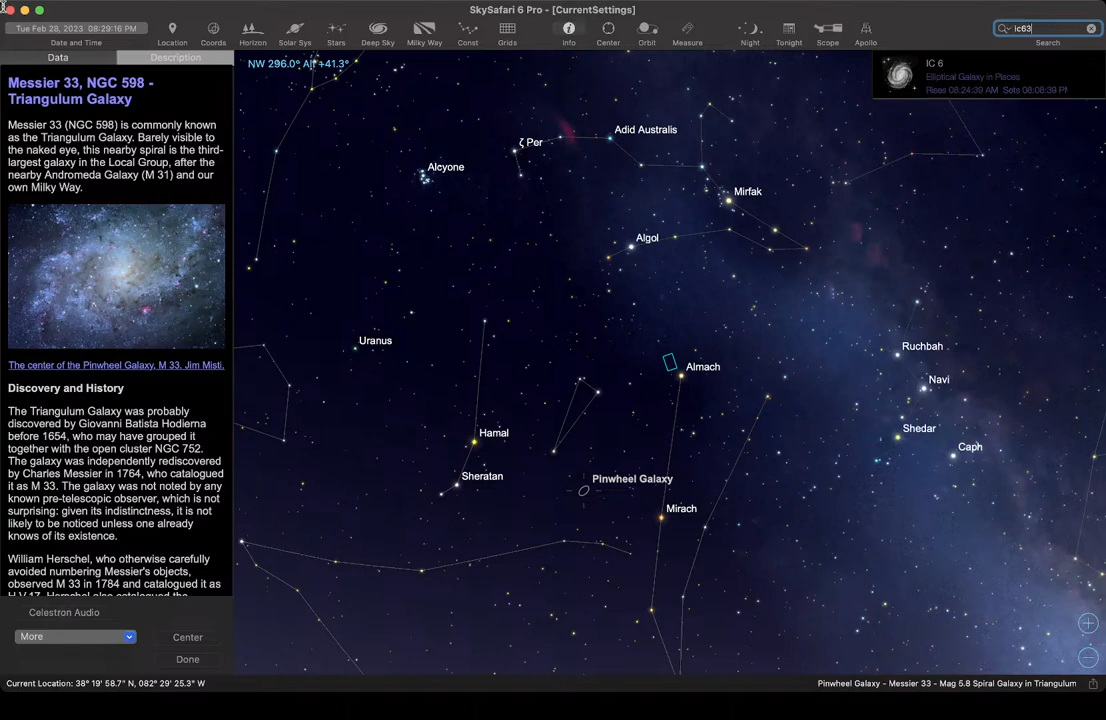 SkySafari 6 Pro - [CurrentSettings]
Tue Feb 28, 2023 08:29:16 PM
Date and Time
Location
Coords
Horizon
Solar Sys
Stars
Deep Sky
Milky Way
Const
Grids
Info
Center
Orbit
Measure
Night
Tonight
Scope
Apollo
ic63
Search
Data
Description
Messier 33, NGC 598 -
Triangulum Galaxy
Messier 33 (NGC 598) is commonly known
as the Triangulum Galaxy. Barely visible to
the naked eye, this nearby spiral is the third-
largest galaxy in the Local Group, after the
nearby Andromeda Galaxy (M 31) and our
own Milky Way.
The center of the Pinwheel Galaxy, M 33. Jim Misti.
Discovery and History
The Triangulum Galaxy was probably
discovered by Giovanni Batista Hodierna
before 1654, who may have grouped it
together with the open cluster NGC 752.
The galaxy was independently rediscovered
by Charles Messier in 1764, who catalogued
it as M 33. The galaxy was not noted by any
known pre-telescopic observer, which is not
surprising: given its indistinctness, it is not
likely to be noticed unless one already
knows of its existence.
William Herschel, who otherwise carefully
avoided numbering Messier's objects,
observed M 33 in 1784 and catalogued it as
H V.17. Herschel also catalogued the
Celestron Audio
More
Center
Done
NW 296.0° Alt +41.3°
IC 6
Elliptical Galaxy in Pisces
Rises 08:24:39 AM Sets 08:08:39 PM
Adid Australis
ζ Per
Alcyone
Mirfak
Algol
Uranus
Ruchbah
Almach
Navi
Hamal
Shedar
Caph
Sheratan
Pinwheel Galaxy
Mirach
Current Location: 38° 19' 58.7" N, 082° 29' 25.3" W
Pinwheel Galaxy - Messier 33 - Mag 5.8 Spiral Galaxy in Triangulum